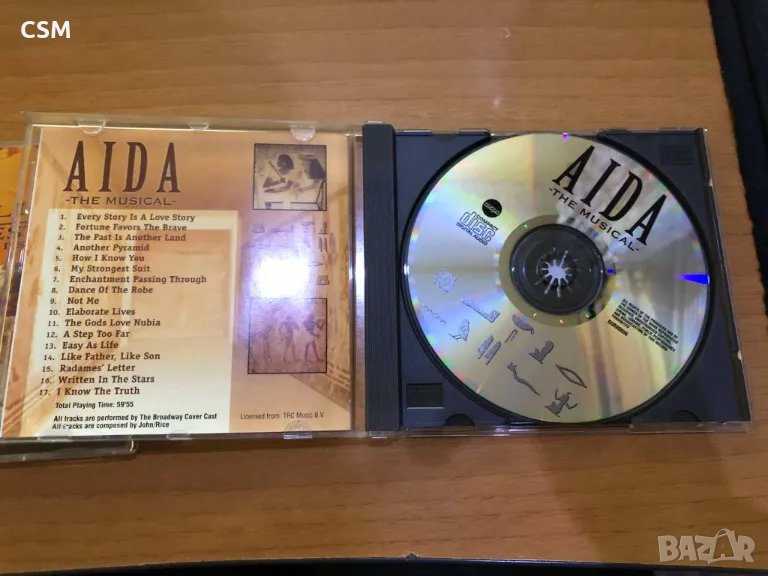 CSM
AIDA
-THE MUSICAL-
1. Every Story Is A Love Story
2. Fortune Favors The Brave
3. The Past Is Another Land
4. Another Pyramid
5. How I Know You
6. My Strongest Suit
7. Enchantment Passing Through
8. Dance Of The Robe
9. Not Me
10. Elaborate Lives
11. The Gods Love Nubia
12. A Step Too Far
13. Easy As Life
14. Like Father, Like Son
15. Radames' Letter
16. Written In The Stars
17. I Know The Truth
Total Playing Time: 59'55
All tracks are performed by The Broadway Cover Cast
All tracks are composed by John/Rice
Licensed from: TRC Music B.V.
AIDA
-THE MUSICAL-
COMPACT
disc
DIGITAL AUDIO
BAZAR